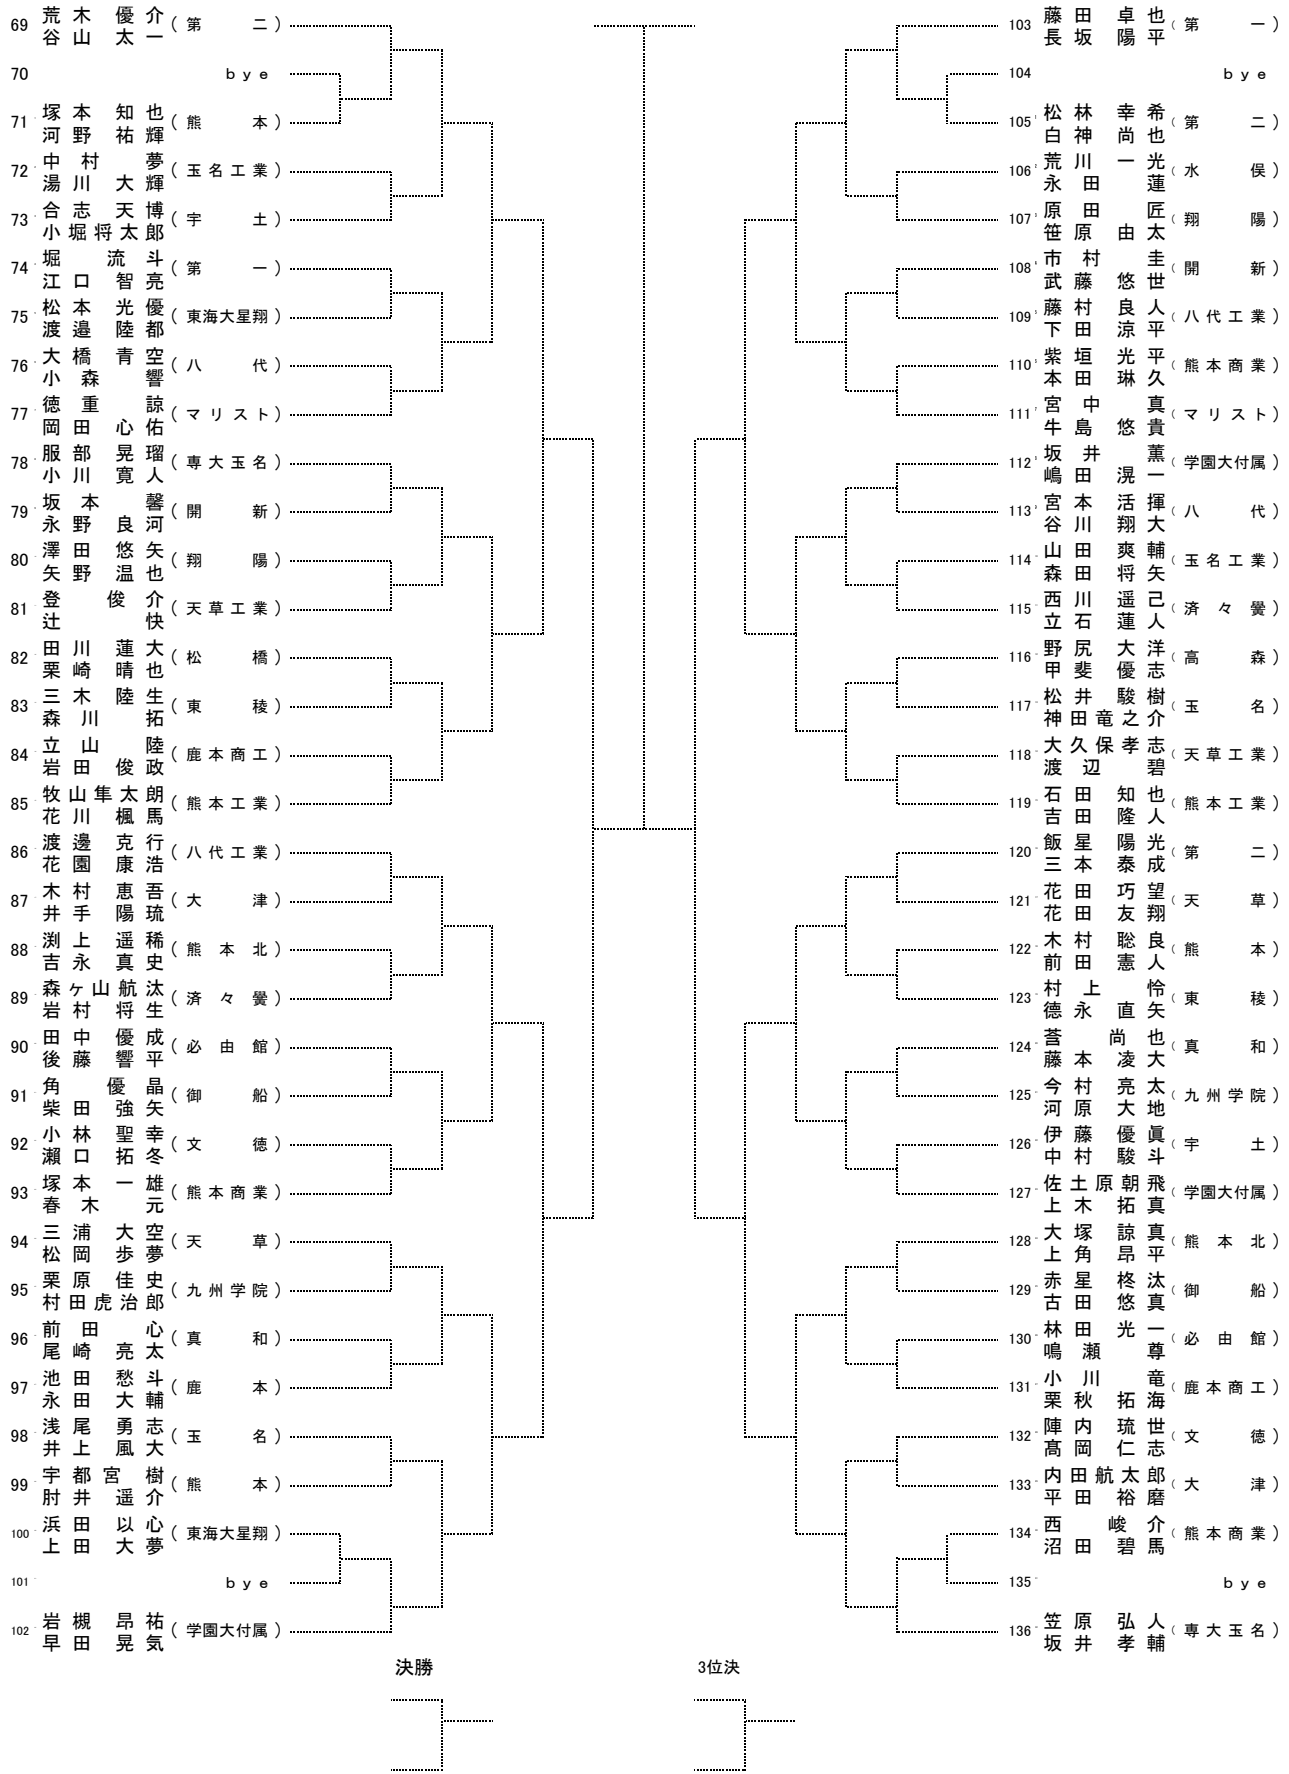 69 荒木優介 谷山太一 (第二)
70 bye
71 塚本知也 河野祐輝 (熊本)
72 中村夢 湯川大輝 (玉名工業)
73 合志天博 小堀将太郎 (宇土)
74 堀流斗 江口智亮 (第一)
75 松本光優 渡邉陸都 (東海大星翔)
76 大橋青空 小森響 (八代)
77 徳重諒 岡田心佑 (マリスト)
78 服部晃瑠 小川寛人 (専大玉名)
79 坂本馨 永野良河 (開新)
80 澤田悠矢 矢野温也 (翔陽)
81 登俊介 辻快 (天草工業)
82 田川蓮大 栗崎晴也 (松橋)
83 三木陸生 森川拓 (東稜)
84 立山陸 岩田俊政 (鹿本商工)
85 牧山隼太朗 花川楓馬 (熊本工業)
86 渡邊克行 花園康浩 (八代工業)
87 木村恵吾 井手陽琉 (大津)
88 渕上遥稀 吉永真史 (熊本北)
89 森ヶ山航汰 岩村将生 (済々黌)
90 田中優成 後藤響平 (必由館)
91 角優晶 柴田強矢 (御船)
92 小林聖幸 瀬口拓冬 (文徳)
93 塚本一雄 春木元 (熊本商業)
94 三浦大空 松岡歩夢 (天草)
95 栗原佳史 村田虎治郎 (九州学院)
96 前田心 尾崎亮太 (真和)
97 池田愁斗 永田大輔 (鹿本)
98 浅尾勇志 井上風大 (玉名)
99 宇都宮樹 肘井遥介 (熊本)
100 浜田以心 上田大夢 (東海大星翔)
101 bye
102 岩槻昂祐 早田晃気 (学園大付属)
103 藤田卓也 長坂陽平 (第一)
104 bye
105 松林幸希 白神尚也 (第二)
106 荒川一光 永田蓮 (水俣)
107 原田匠 笹原由太 (翔陽)
108 市村圭 武藤悠世 (開新)
109 藤村良人 下田涼平 (八代工業)
110 紫垣光平 本田琳久 (熊本商業)
111 宮中真 牛島悠貴 (マリスト)
112 坂井薫 嶋田滉一 (学園大付属)
113 宮本活揮 谷川翔大 (八代)
114 山田爽輔 森田将矢 (玉名工業)
115 西川遥己 立石蓮人 (済々黌)
116 野尻大洋 甲斐優志 (高森)
117 松井駿樹 神田竜之介 (玉名)
118 大久保孝志 渡辺碧 (天草工業)
119 石田知也 吉田隆人 (熊本工業)
120 飯星陽光 三本泰成 (第二)
121 花田巧望 花田友翔 (天草)
122 木村聡良 前田憲人 (熊本)
123 村上怜 德永直矢 (東稜)
124 尚也 藤本凌大 (真和)
125 今村亮太 河原大地 (九州学院)
126 伊藤優眞 中村駿斗 (宇土)
127 佐土原朝飛 上木拓真 (学園大付属)
128 大塚諒真 上角昂平 (熊本北)
129 赤星柊汰 古田悠真 (御船)
130 林田光一 鳴瀬尊 (必由館)
131 小川竜 栗秋拓海 (鹿本商工)
132 陣内琉世 髙岡仁志 (文徳)
133 内田航太郎 平田裕磨 (大津)
134 西峻介 沼田碧馬 (熊本商業)
135 bye
136 笠原弘人 坂井孝輔 (専大玉名)
決勝
3位決